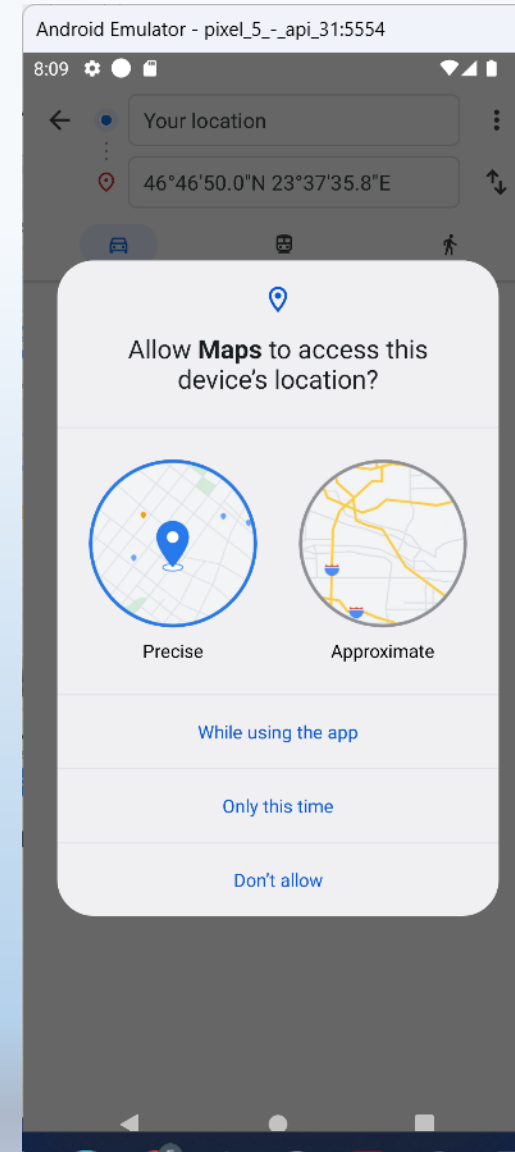 Android Emulator - pixel_5_-_api_31:5554
8:09
Your location
46°46'50.0"N 23°37'35.8"E
Allow Maps to access this
device's location?
Precise
Approximate
While using the app
Only this time
Don't allow